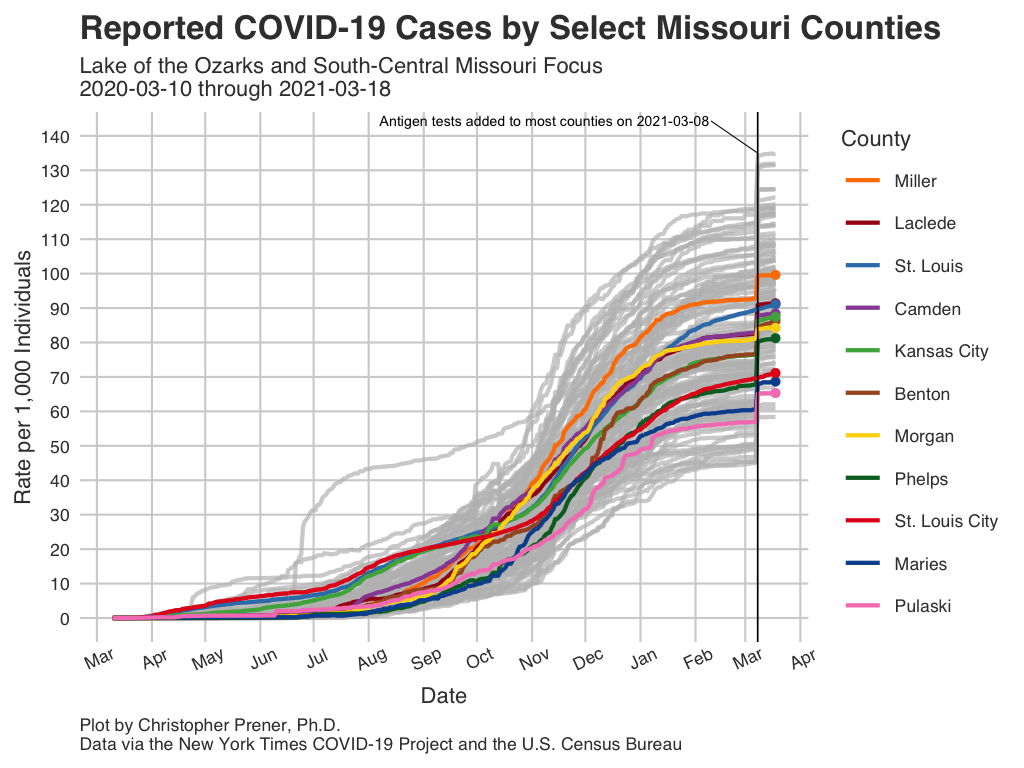 Reported COVID-19 Cases by Select Missouri Counties
Lake of the Ozarks and South-Central Missouri Focus
2020-03-10 through 2021-03-18
Antigen tests added to most counties on 2021-03-08
140
130
120
110
100
90
80
70
60
50
40
30
20
10
0
Rate per 1,000 Individuals
Mar Apr May Jun Jul Aug Sep Oct Nov Dec Jan Feb Mar Apr
Date
County
Miller
Laclede
St. Louis
Camden
Kansas City
Benton
Morgan
Phelps
St. Louis City
Maries
Pulaski
Plot by Christopher Prener, Ph.D.
Data via the New York Times COVID-19 Project and the U.S. Census Bureau